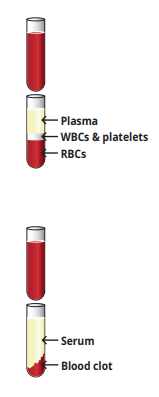 Plasma
WBCs & platelets
RBCs
Serum
Blood clot